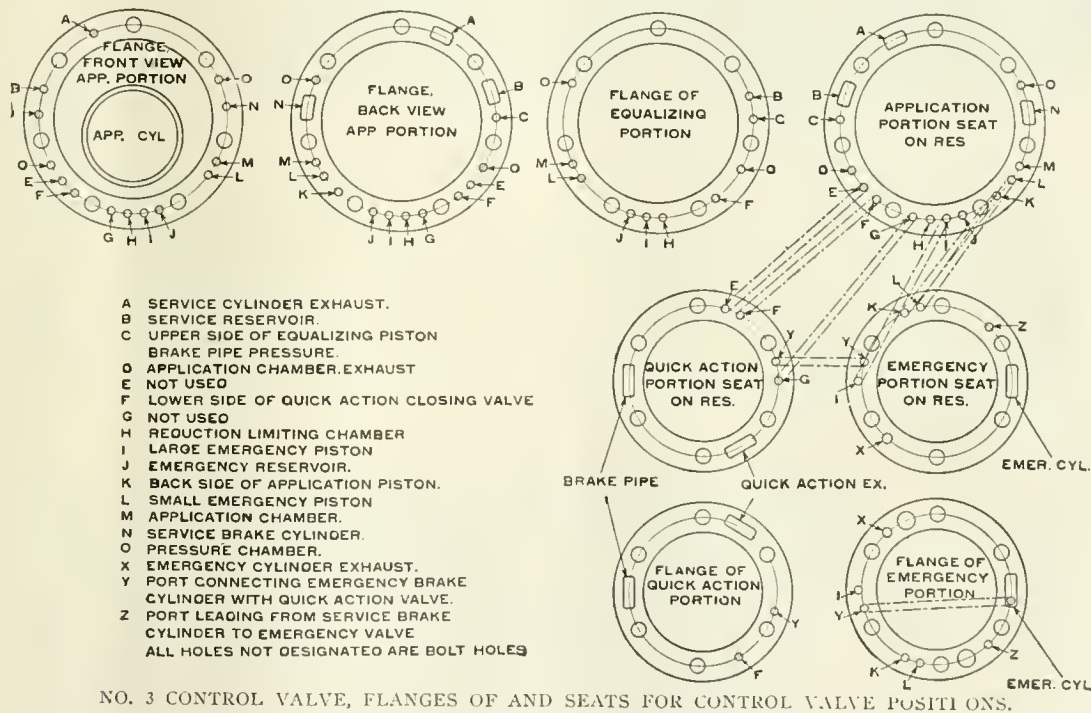 A
FLANGE,
FRONT VIEW
APP. PORTION
APP. CYL
B
J
O
E
F
G H I J
O
N
M
L
A
B
C
O
E
F
O
N
M
L
K
J I H G
FLANGE,
BACK VIEW
APP PORTION
O
M
L
J I H
B
C
O
F
FLANGE OF
EQUALIZING
PORTION
A
B
C
O
E
F
G
H I J
O
N
M
L
K
APPLICATION
PORTION SEAT
ON RES
A SERVICE CYLINDER EXHAUST.
B SERVICE RESERVOIR.
C UPPER SIDE OF EQUALIZING PISTON
BRAKE PIPE PRESSURE.
O APPLICATION CHAMBER. EXHAUST
E NOT USED
F LOWER SIDE OF QUICK ACTION CLOSING VALVE
G NOT USED
H REDUCTION LIMITING CHAMBER
I LARGE EMERGENCY PISTON
J EMERGENCY RESERVOIR.
K BACK SIDE OF APPLICATION PISTON.
L SMALL EMERGENCY PISTON
M APPLICATION CHAMBER.
N SERVICE BRAKE CYLINDER.
O PRESSURE CHAMBER.
X EMERGENCY CYLINDER EXHAUST.
Y PORT CONNECTING EMERGENCY BRAKE
CYLINDER WITH QUICK ACTION VALVE.
Z PORT LEADING FROM SERVICE BRAKE
CYLINDER TO EMERGENCY VALVE
ALL HOLES NOT DESIGNATED ARE BOLT HOLES
E
F
Y
G
QUICK ACTION
PORTION SEAT
ON RES.
L
K
Z
Y
I
X
EMERGENCY
PORTION SEAT
ON RES.
EMER. CYL.
BRAKE PIPE
QUICK ACTION EX.
FLANGE OF
QUICK ACTION
PORTION
Y
F
X
FLANGE OF
EMERGENCY
PORTION
I
Y
K
L
Z
EMER. CYL.
NO. 3 CONTROL VALVE, FLANGES OF AND SEATS FOR CONTROL VALVE POSITIONS.